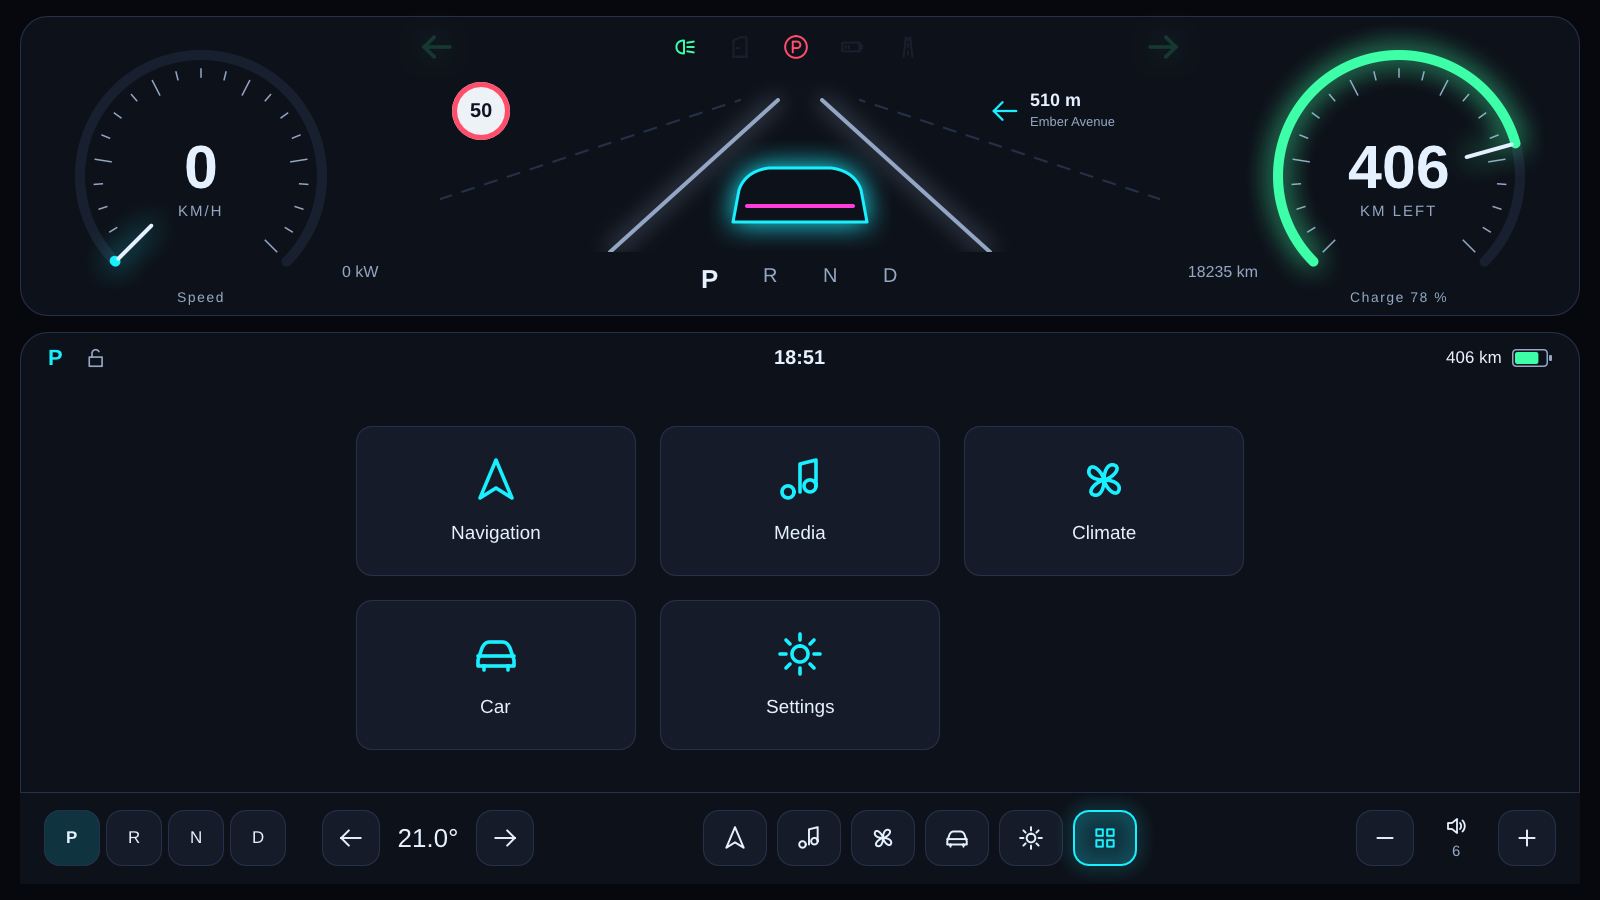 50
510 m
Ember Avenue
0
KM/H
406
KM LEFT
0 kW
P R N D
18235 km
Speed
Charge 78 %
P
18:51
406 km
Navigation
Media
Climate
Car
Settings
P R N D
21.0°
6